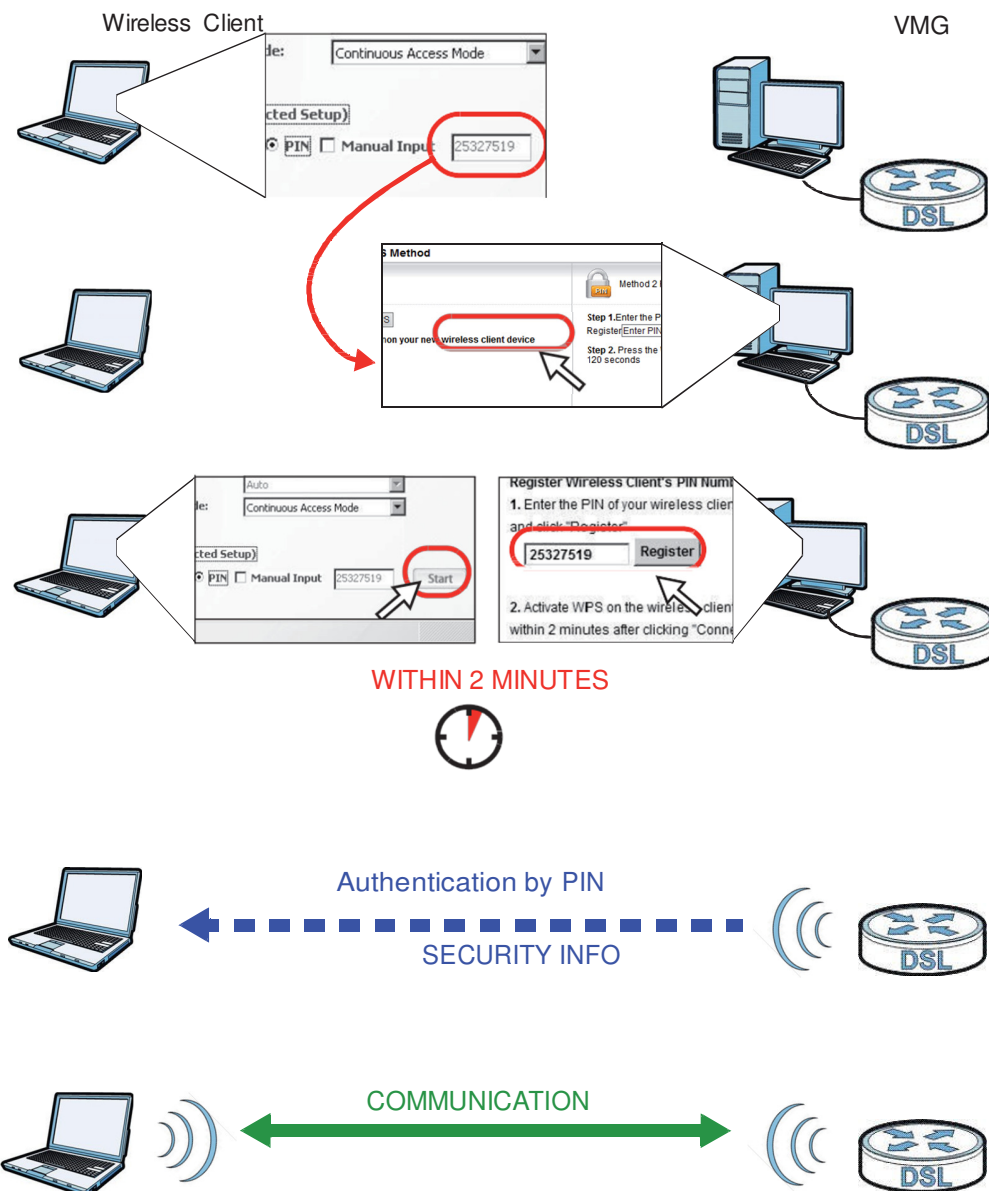 Wireless Client
VMG
de:
Continuous Access Mode
cted Setup)
PIN
Manual Input
25327519
DSL
S Method
PIN
Method 2
S
on your new wireless client device
Step 1.Enter the P
Register Enter PIN
Step 2. Press the
120 seconds
DSL
Auto
de:
Continuous Access Mode
cted Setup)
PIN
Manual Input
25327519
Start
Register Wireless Client's PIN Num
1. Enter the PIN of your wireless clien
and click "Register"
25327519
Register
2. Activate WPS on the wireless client
within 2 minutes after clicking "Conne
DSL
WITHIN 2 MINUTES
Authentication by PIN
SECURITY INFO
DSL
COMMUNICATION
DSL